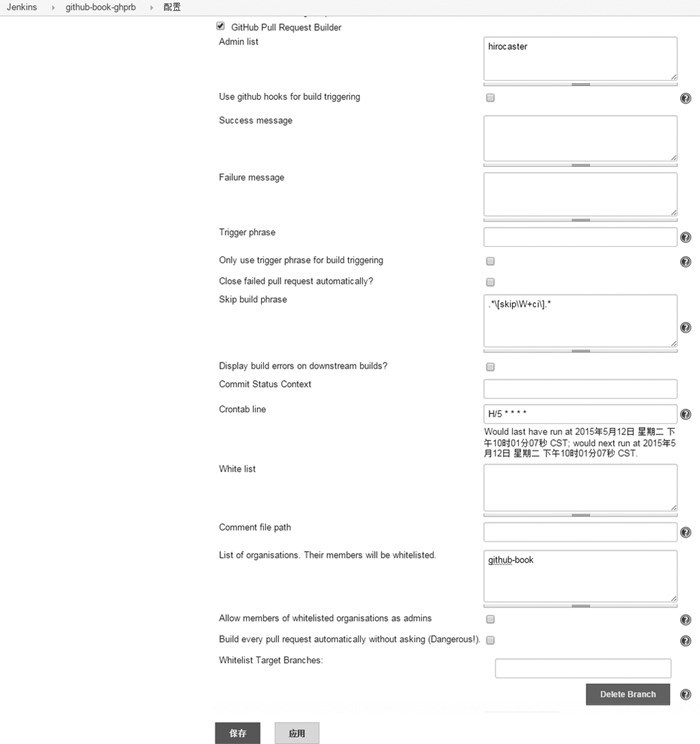 Jenkins › github-book-ghprb › 配置
GitHub Pull Request Builder
Admin list
hirocaster
Use github hooks for build triggering
Success message
Failure message
Trigger phrase
Only use trigger phrase for build triggering
Close failed pull request automatically?
Skip build phrase
.*\[skip\W+ci\].*
Display build errors on downstream builds?
Commit Status Context
Crontab line
H/5 * * * *
Would last have run at 2015年5月12日 星期二 下
午10时01分07秒 CST; would next run at 2015年5
月12日 星期二 下午10时01分07秒 CST.
White list
Comment file path
List of organisations. Their members will be whitelisted.
github-book
Allow members of whitelisted organisations as admins
Build every pull request automatically without asking (Dangerous!).
Whitelist Target Branches:
Delete Branch
保存 应用